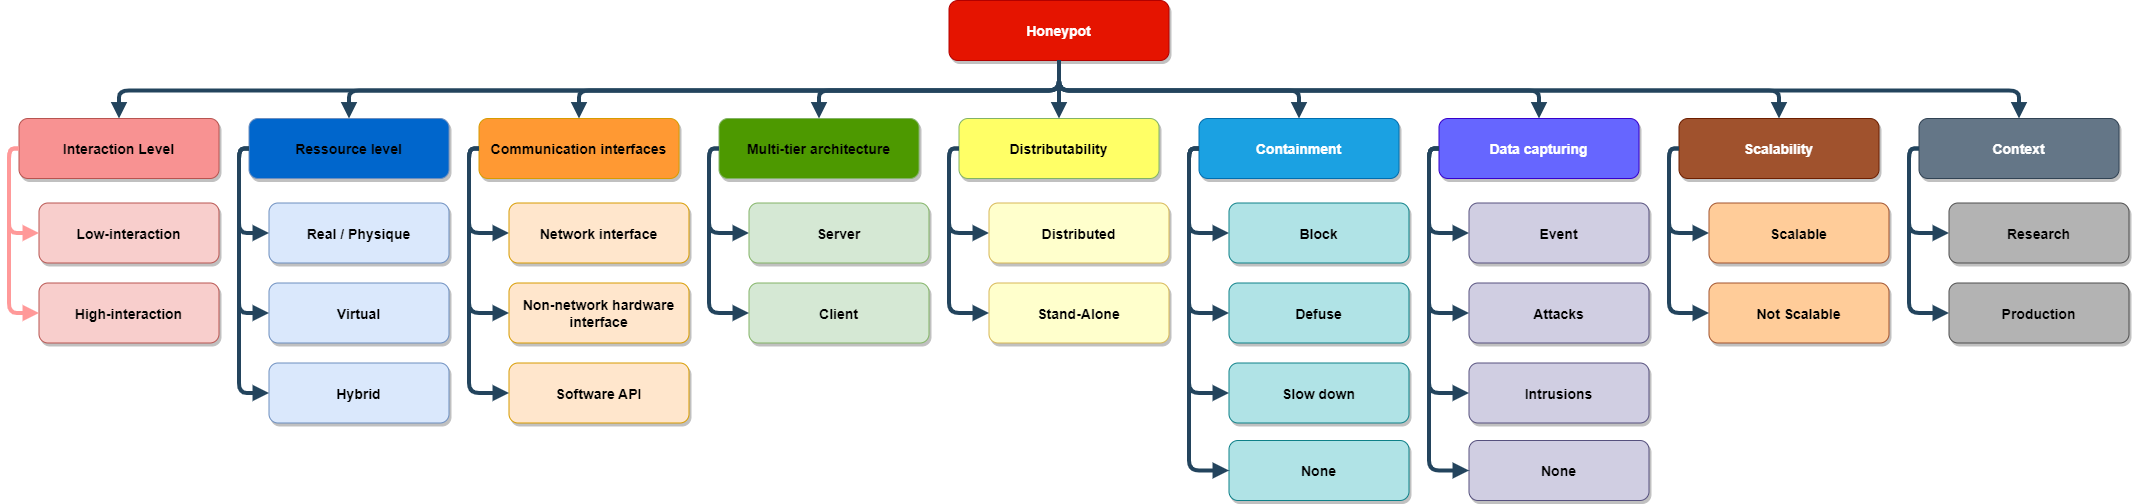 Honeypot
Interaction Level
Low-interaction
High-interaction
Ressource level
Real / Physique
Virtual
Hybrid
Communication interfaces
Network interface
Non-network hardware
interface
Software API
Multi-tier architecture
Server
Client
Distributability
Distributed
Stand-Alone
Containment
Block
Defuse
Slow down
None
Data capturing
Event
Attacks
Intrusions
None
Scalability
Scalable
Not Scalable
Context
Research
Production